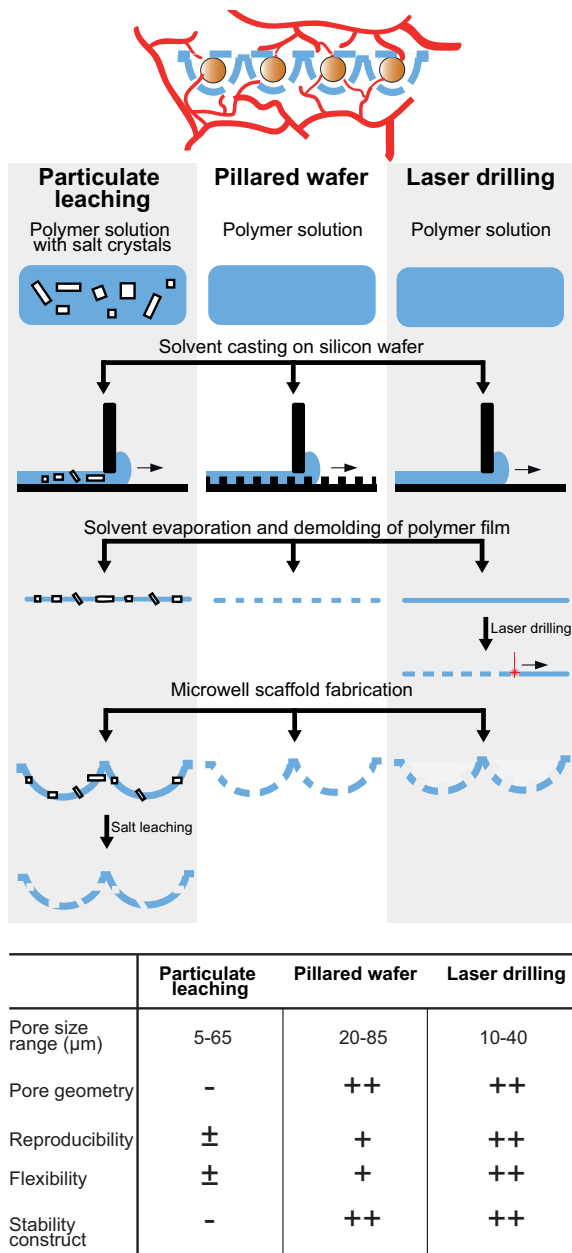 Particulate leaching
Pillared wafer
Laser drilling
Polymer solution with salt crystals
Polymer solution
Polymer solution
Solvent casting on silicon wafer
Solvent evaporation and demolding of polymer film
Laser drilling
Microwell scaffold fabrication
Salt leaching
Particulate leaching Pillared wafer Laser drilling
Pore size range (µm) 5-65 20-85 10-40
Pore geometry - ++ ++
Reproducibility ± + ++
Flexibility ± + ++
Stability construct - ++ ++